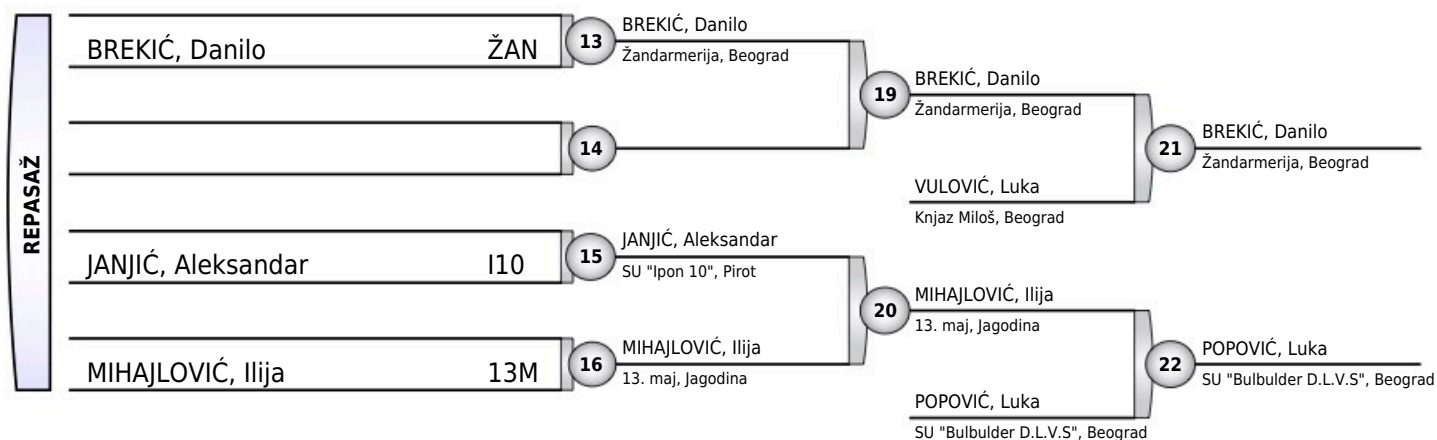 REPASAŽ
BREKIĆ, Danilo ŽAN
13
BREKIĆ, Danilo
Žandarmerija, Beograd
14
19
BREKIĆ, Danilo
Žandarmerija, Beograd
VULOVIĆ, Luka
Knjaz Miloš, Beograd
21
BREKIĆ, Danilo
Žandarmerija, Beograd
JANJIĆ, Aleksandar I10
15
JANJIĆ, Aleksandar
SU "Ipon 10", Pirot
MIHAJLOVIĆ, Ilija 13M
16
MIHAJLOVIĆ, Ilija
13. maj, Jagodina
20
MIHAJLOVIĆ, Ilija
13. maj, Jagodina
POPOVIĆ, Luka
SU "Bulbulder D.L.V.S", Beograd
22
POPOVIĆ, Luka
SU "Bulbulder D.L.V.S", Beograd